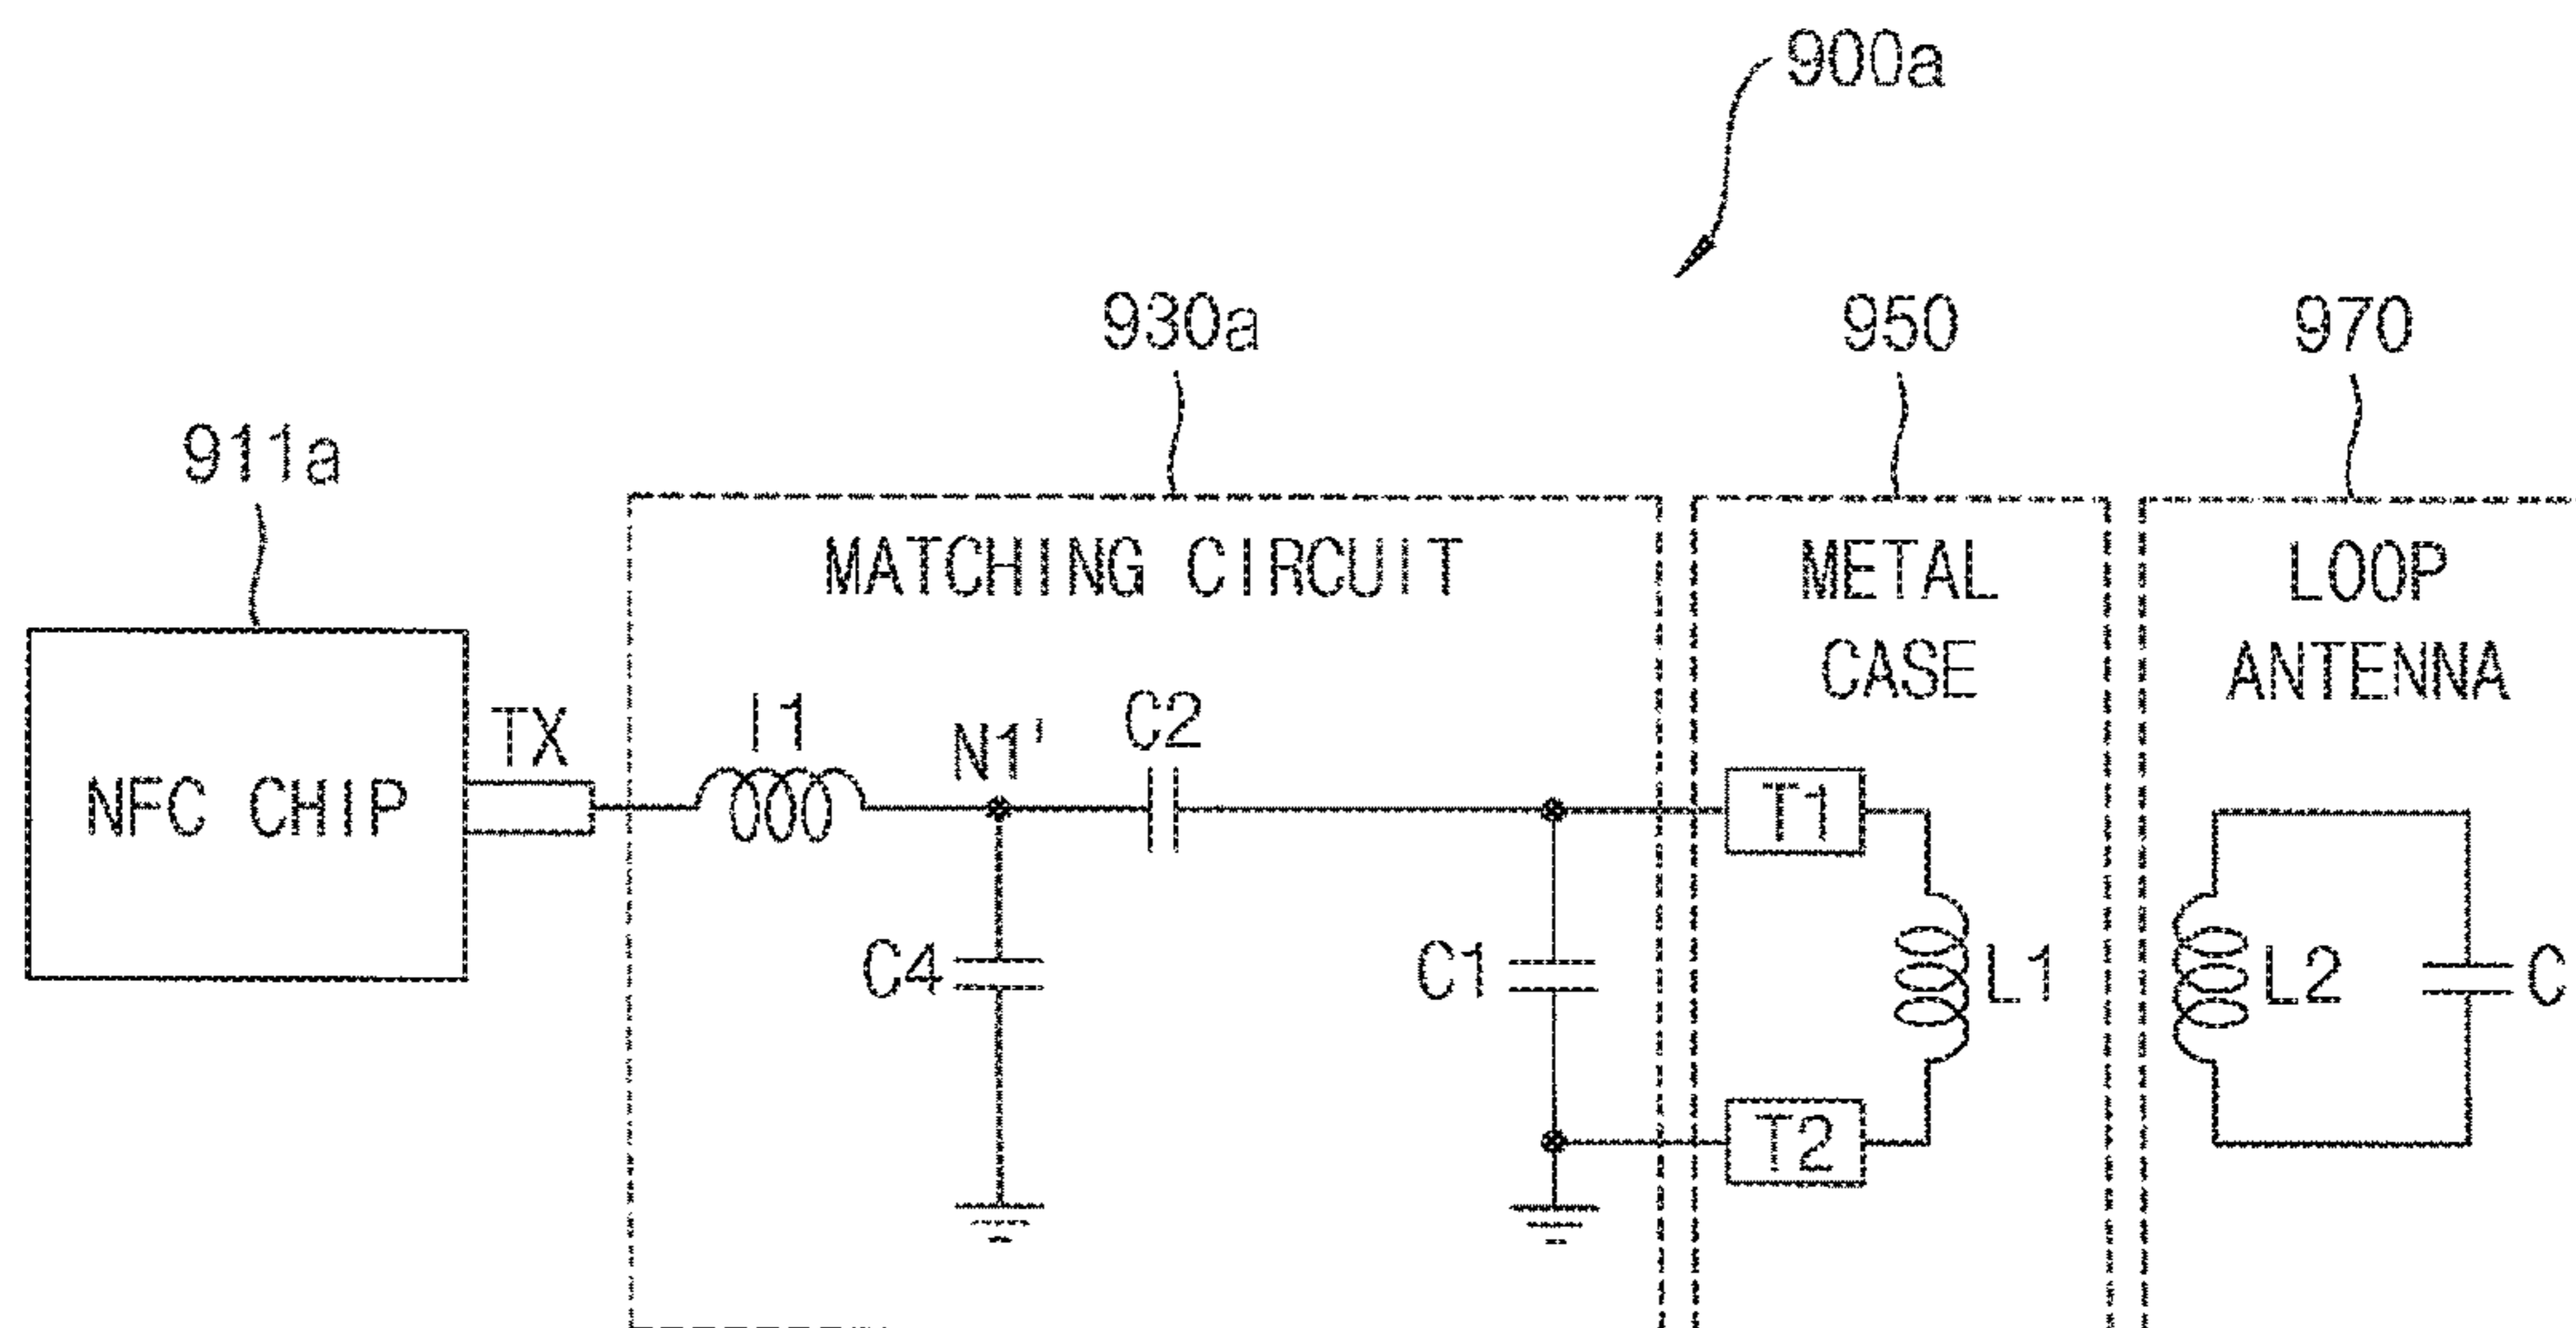 900a
930a
950
970
911a
MATCHING CIRCUIT
METAL
CASE
LOOP
ANTENNA
NFC CHIP
TX
l1
N1'
C2
T1
C4
C1
L1
L2
C
T2